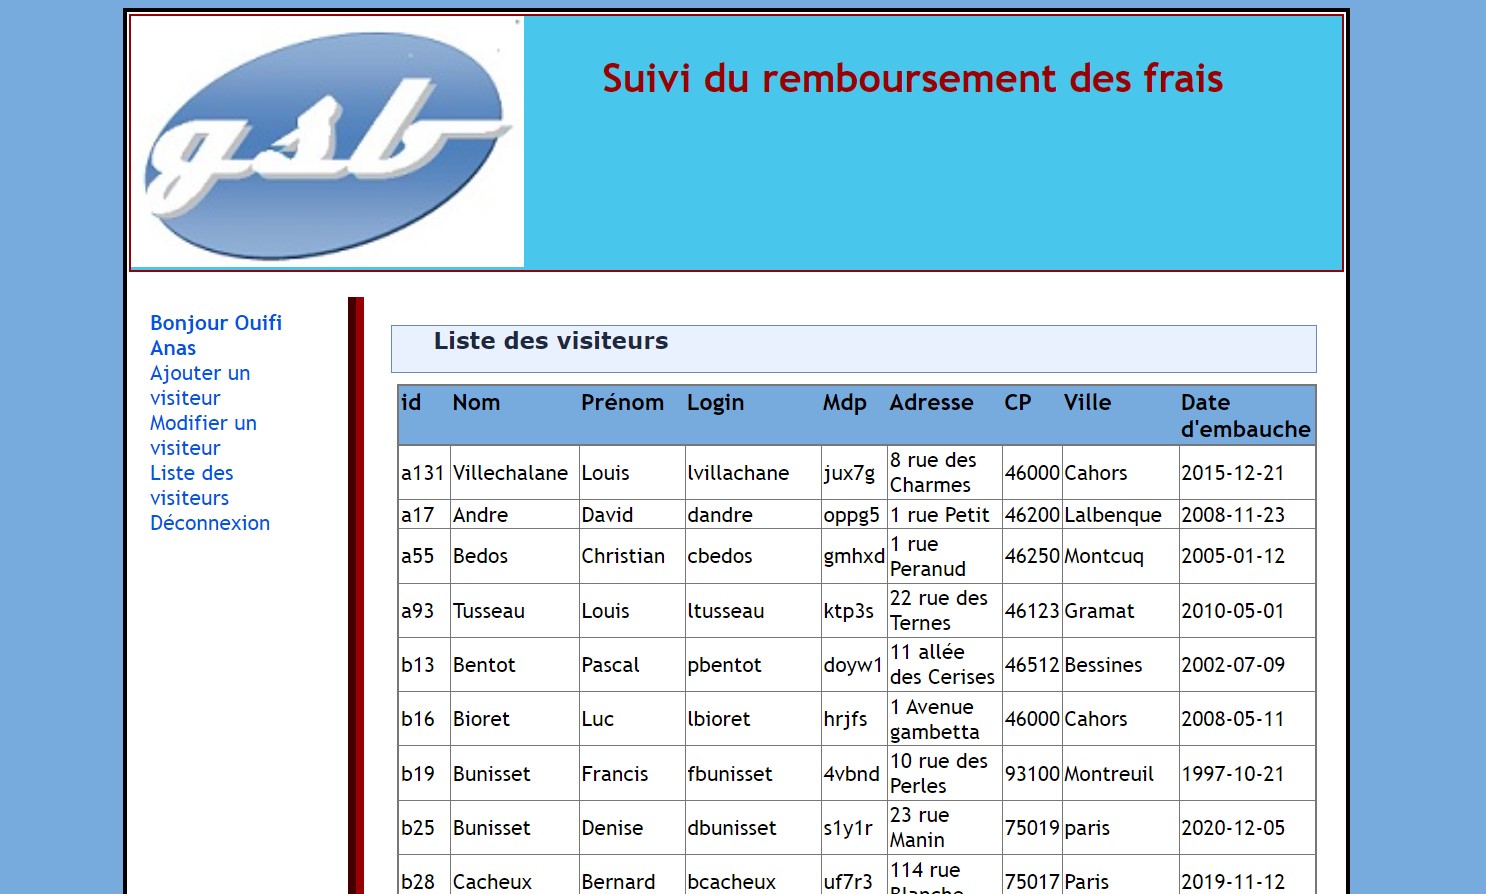 gsb
Suivi du remboursement des frais
Bonjour Ouifi
Anas
Ajouter un
visiteur
Modifier un
visiteur
Liste des
visiteurs
Déconnexion
Liste des visiteurs
id Nom Prénom Login Mdp Adresse CP Ville Date
d'embauche
a131 Villechalane Louis lvillachane jux7g 8 rue des
Charmes 46000 Cahors 2015-12-21
a17 Andre David dandre oppg5 1 rue Petit 46200 Lalbenque 2008-11-23
a55 Bedos Christian cbedos gmhxd 1 rue
Peranud 46250 Montcuq 2005-01-12
a93 Tusseau Louis ltusseau ktp3s 22 rue des
Ternes 46123 Gramat 2010-05-01
b13 Bentot Pascal pbentot doyw1 11 allée
des Cerises 46512 Bessines 2002-07-09
b16 Bioret Luc lbioret hrjfs 1 Avenue
gambetta 46000 Cahors 2008-05-11
b19 Bunisset Francis fbunisset 4vbnd 10 rue des
Perles 93100 Montreuil 1997-10-21
b25 Bunisset Denise dbunisset s1y1r 23 rue
Manin 75019 paris 2020-12-05
b28 Cacheux Bernard bcacheux uf7r3 114 rue
Blanche 75017 Paris 2019-11-12